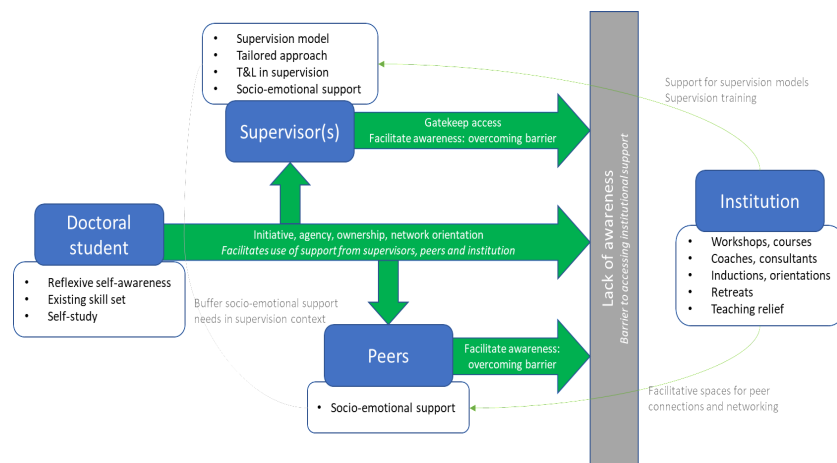 • Supervision model
• Tailored approach
• T&L in supervision
• Socio-emotional support
Supervisor(s)
Gatekeep access
Facilitate awareness: overcoming barrier
Support for supervision models
Supervision training
Doctoral
student
• Reflexive self-awareness
• Existing skill set
• Self-study
Initiative, agency, ownership, network orientation
Facilitates use of support from supervisors, peers and institution
Lack of awareness
Barrier to accessing institutional support
Institution
• Workshops, courses
• Coaches, consultants
• Inductions, orientations
• Retreats
• Teaching relief
Buffer socio-emotional support
needs in supervision context
Peers
• Socio-emotional support
Facilitate awareness:
overcoming barrier
Facilitative spaces for peer
connections and networking